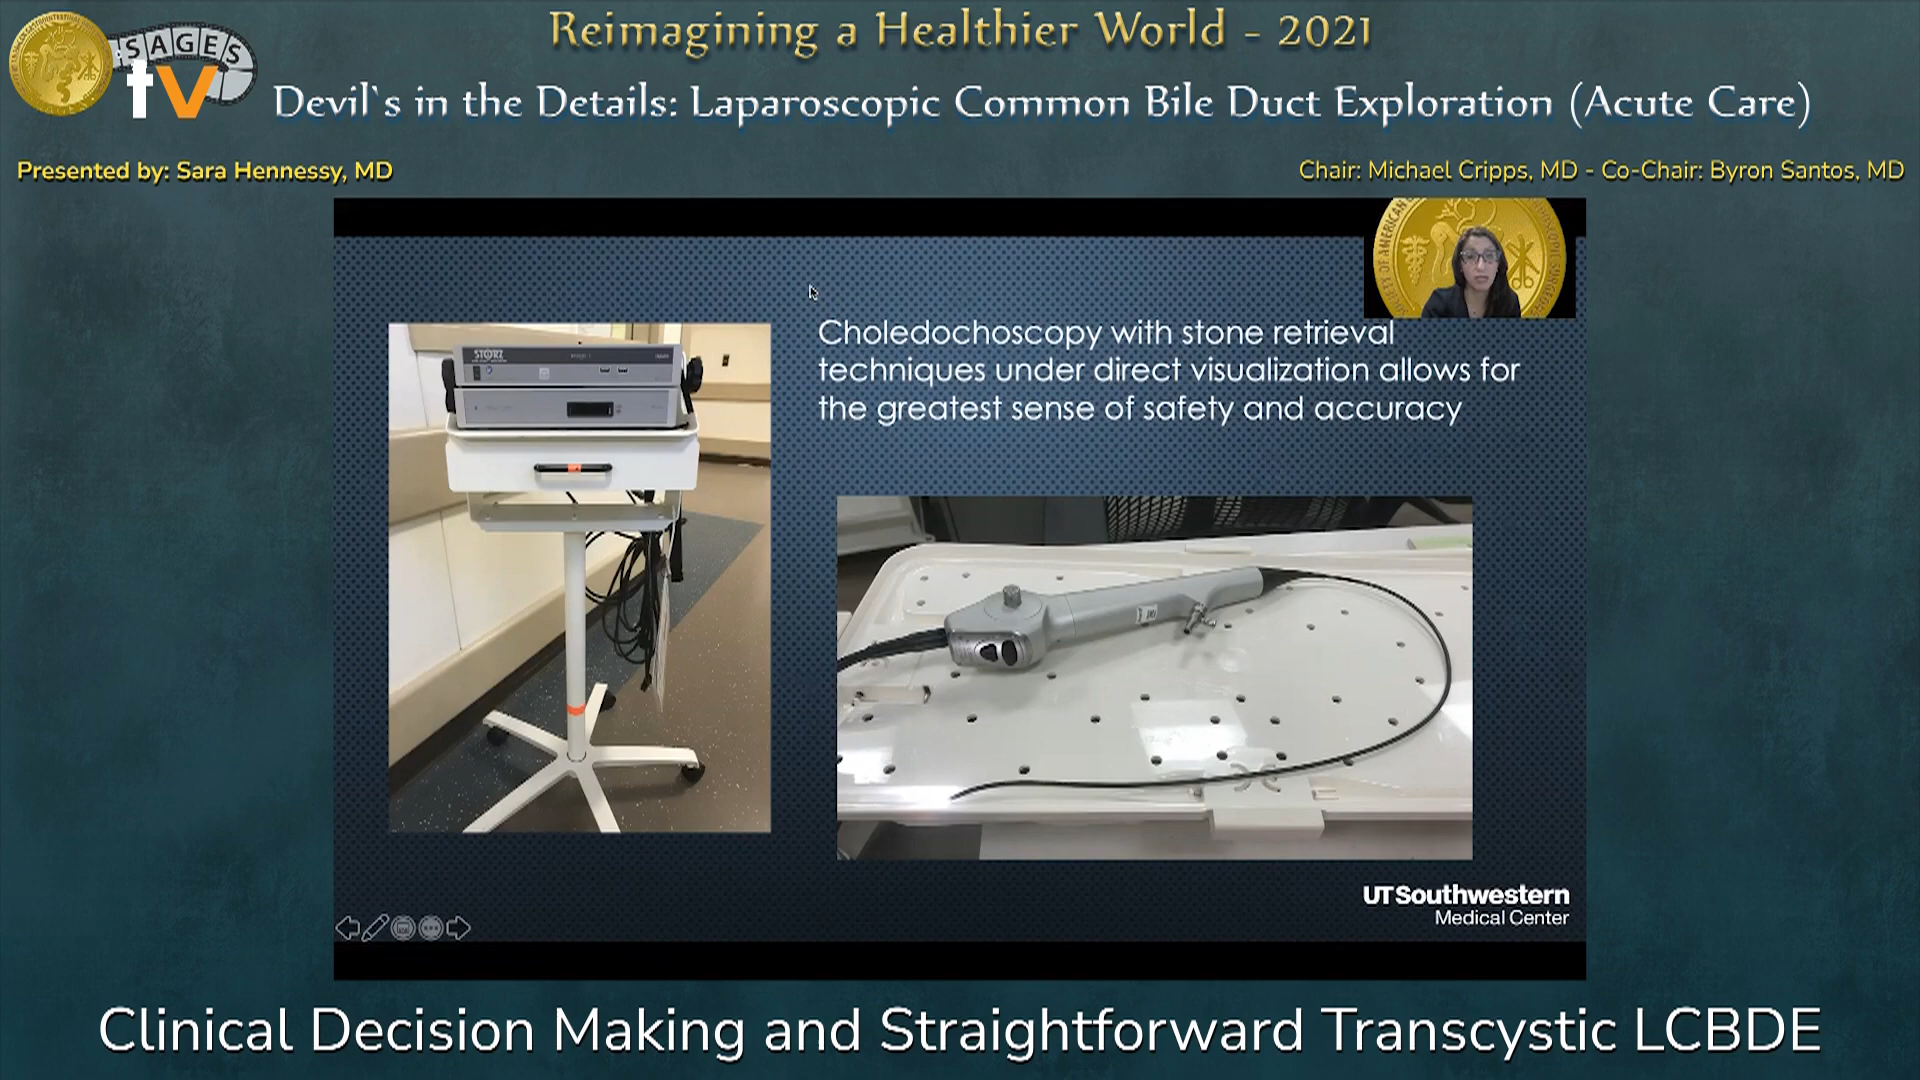 Reimagining a Healthier World - 2021
SAGES
tv
Devil`s in the Details: Laparoscopic Common Bile Duct Exploration (Acute Care)
Presented by: Sara Hennessy, MD
Chair: Michael Cripps, MD - Co-Chair: Byron Santos, MD
SOCIETY OF AMERICAN
Choledochoscopy with stone retrieval
techniques under direct visualization allows for
the greatest sense of safety and accuracy
STORZ
UTSouthwestern
Medical Center
Clinical Decision Making and Straightforward Transcystic LCBDE